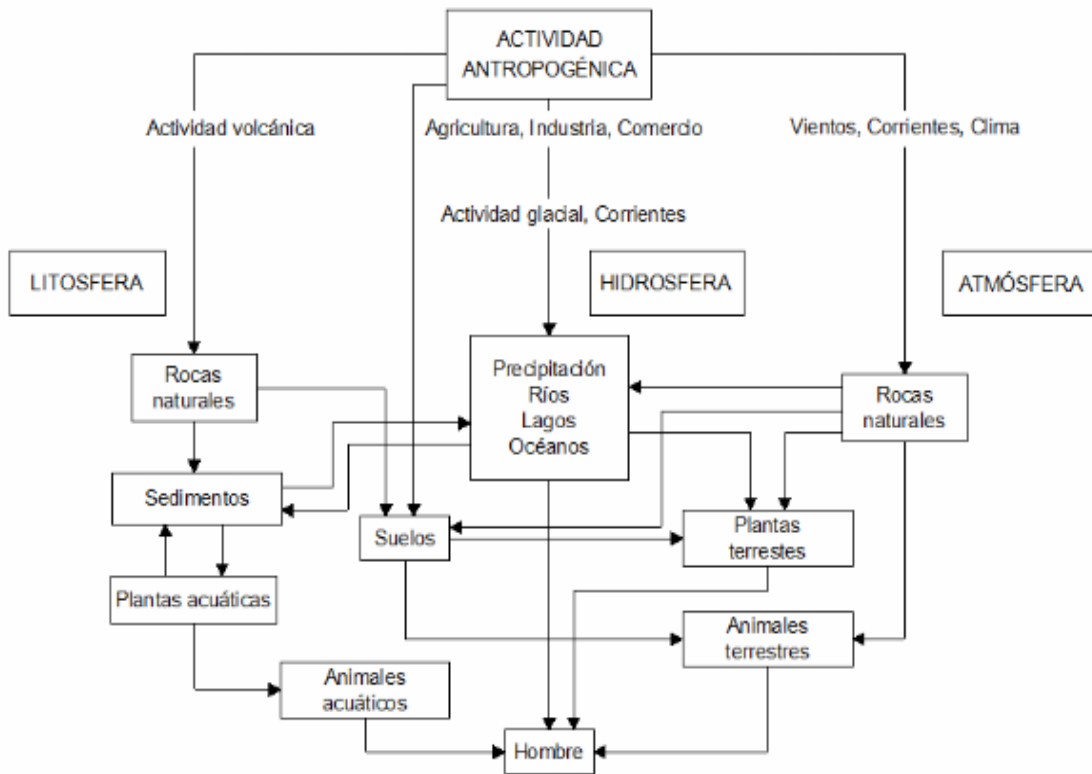 ACTIVIDAD
ANTROPOGÉNICA
Actividad volcánica
Agricultura, Industria, Comercio
Vientos, Corrientes, Clima
Actividad glacial, Corrientes
LITOSFERA
HIDROSFERA
ATMÓSFERA
Rocas
naturales
Precipitación
Ríos
Lagos
Océanos
Rocas
naturales
Sedimentos
Suelos
Plantas
terrestes
Plantas acuáticas
Animales
terrestres
Animales
acuáticos
Hombre